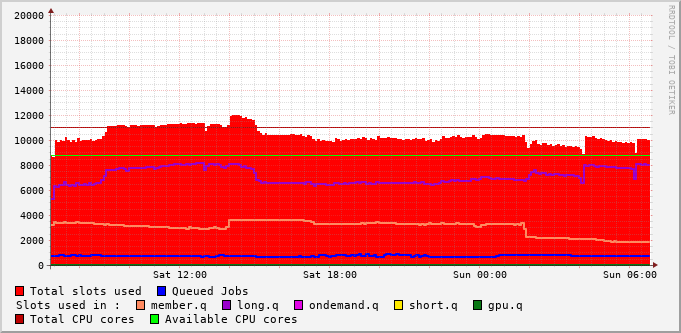 20000
18000
16000
14000
12000
10000
8000
6000
4000
2000
0
Sat 12:00 Sat 18:00 Sun 00:00 Sun 06:00
RRDTOOL / TOBI OETIKER
Total slots used Queued Jobs
Slots used in : member.q long.q ondemand.q short.q gpu.q
Total CPU cores Available CPU cores